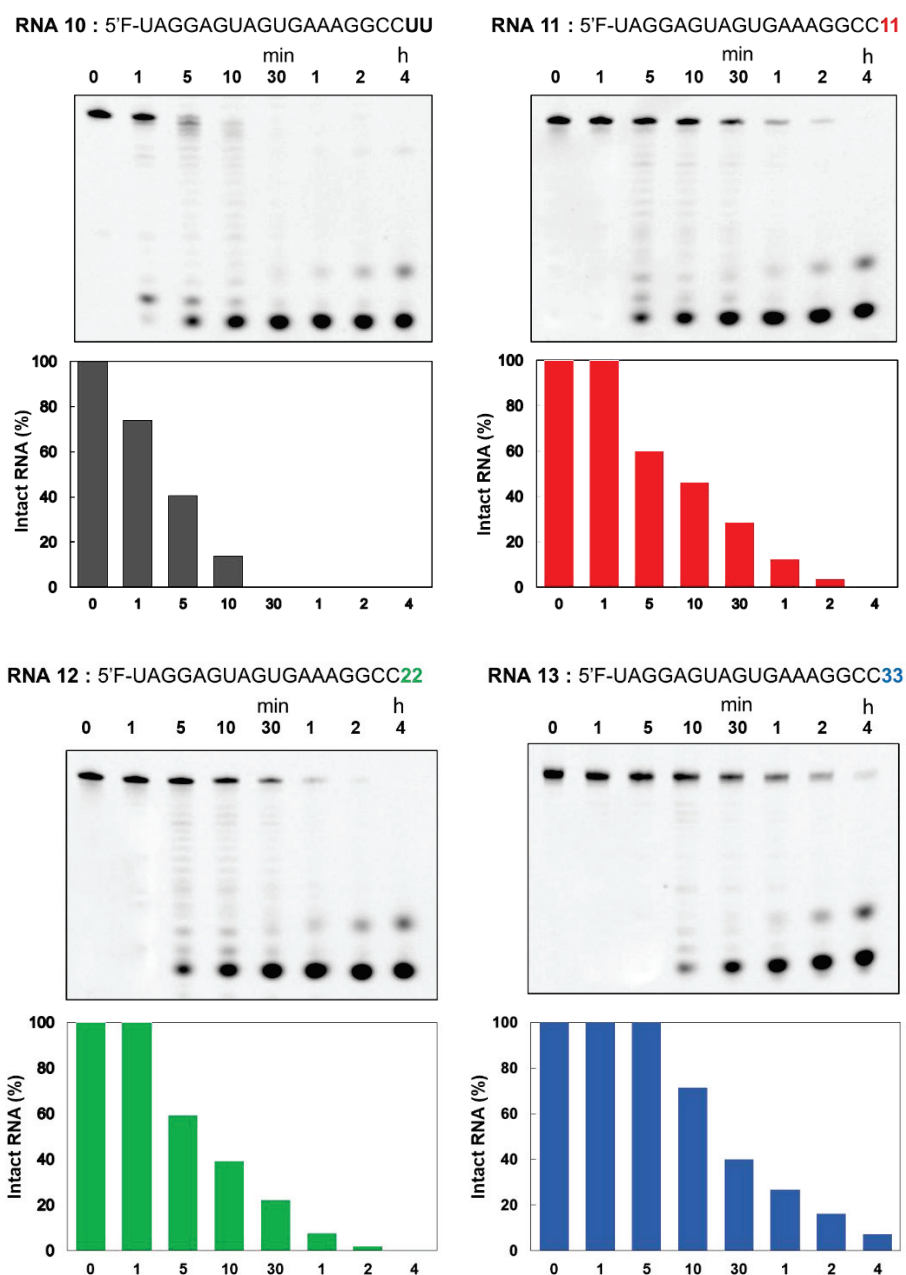 RNA 10 : 5'F-UAGGAGUAGUGAAAGGCCUU
min h
0 1 5 10 30 1 2 4
Intact RNA (%)
100
80
60
40
20
0
0 1 5 10 30 1 2 4
RNA 11 : 5'F-UAGGAGUAGUGAAAGGCC11
min h
0 1 5 10 30 1 2 4
Intact RNA (%)
100
80
60
40
20
0
0 1 5 10 30 1 2 4
RNA 12 : 5'F-UAGGAGUAGUGAAAGGCC22
min h
0 1 5 10 30 1 2 4
Intact RNA (%)
100
80
60
40
20
0
0 1 5 10 30 1 2 4
RNA 13 : 5'F-UAGGAGUAGUGAAAGGCC33
min h
0 1 5 10 30 1 2 4
Intact RNA (%)
100
80
60
40
20
0
0 1 5 10 30 1 2 4